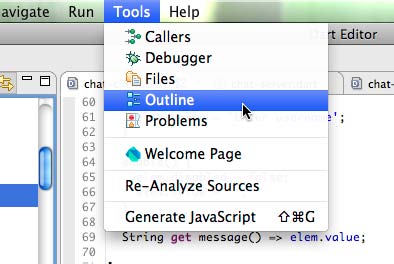 avigate Run Tools Help
Dart Editor
Callers
Debugger
Files
Outline
Problems
Welcome Page
Re-Analyze Sources
Generate JavaScript ⇧⌘G
chat
chat-
60
61
62
63
64
65
66
67
68
69 String get message() => elem.value;